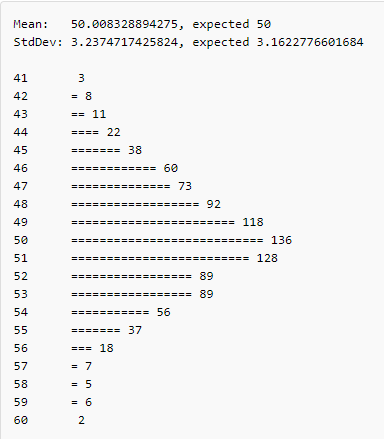 Mean:   50.008328894275, expected 50
StdDev: 3.2374717425824, expected 3.1622776601684

41       3
42      = 8
43      == 11
44      ==== 22
45      ======= 38
46      ============ 60
47      ============== 73
48      ================== 92
49      ======================= 118
50      =========================== 136
51      ========================= 128
52      ================= 89
53      ================= 89
54      =========== 56
55      ======= 37
56      === 18
57      = 7
58      = 5
59      = 6
60       2